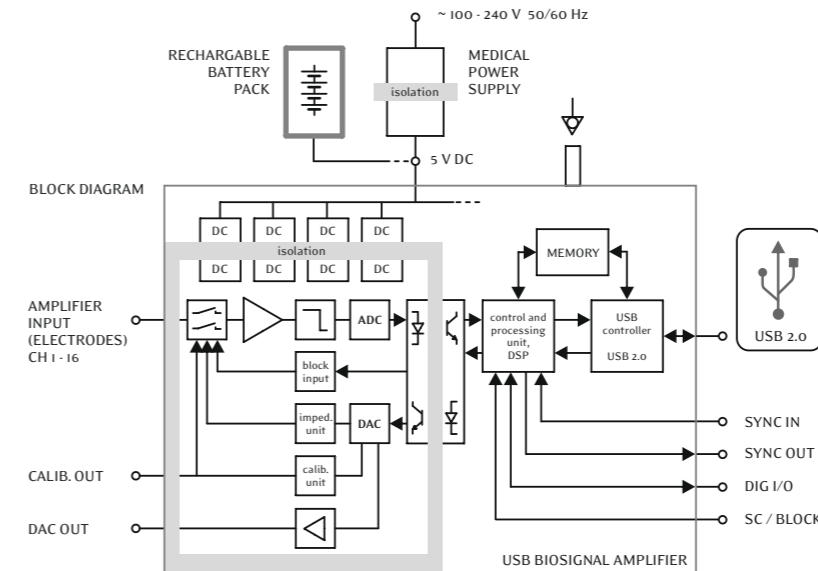 ~ 100 - 240 V 50/60 Hz
RECHARGABLE
BATTERY
PACK
isolation
MEDICAL
POWER
SUPPLY
5 V DC
BLOCK DIAGRAM
DC DC DC DC
isolation
DC DC DC DC
MEMORY
AMPLIFIER
INPUT
(ELECTRODES)
CH 1 - 16
ADC
control and
processing
unit,
DSP
USB
controller
USB 2.0
USB 2.0
block
input
imped.
unit
DAC
SYNC IN
SYNC OUT
CALIB. OUT
calib.
unit
DIG I/O
SC / BLOCK
DAC OUT
USB BIOSIGNAL AMPLIFIER